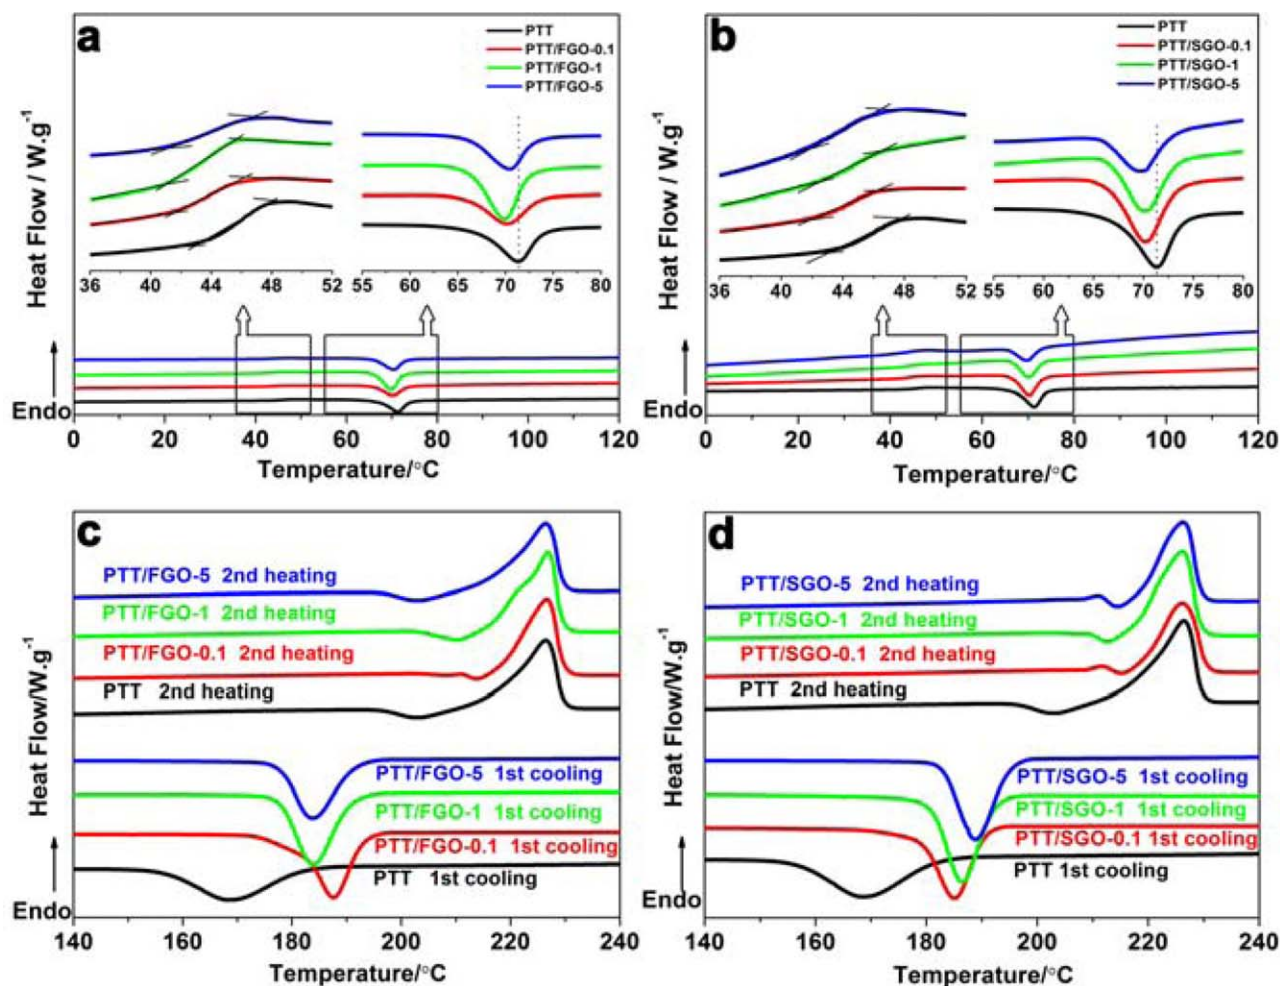 a
PTT
PTT/FGO-0.1
PTT/FGO-1
PTT/FGO-5
Heat Flow / W.g⁻¹
36 40 44 48 52
55 60 65 70 75 80
Endo
0 20 40 60 80 100 120
Temperature/°C
b
PTT
PTT/SGO-0.1
PTT/SGO-1
PTT/SGO-5
Heat Flow / W.g⁻¹
36 40 44 48 52
55 60 65 70 75 80
Endo
0 20 40 60 80 100 120
Temperature/°C
c
PTT/FGO-5 2nd heating
PTT/FGO-1 2nd heating
PTT/FGO-0.1 2nd heating
PTT 2nd heating
Heat Flow/W.g⁻¹
PTT/FGO-5 1st cooling
PTT/FGO-1 1st cooling
PTT/FGO-0.1 1st cooling
PTT 1st cooling
Endo
140 160 180 200 220 240
Temperature/°C
d
PTT/SGO-5 2nd heating
PTT/SGO-1 2nd heating
PTT/SGO-0.1 2nd heating
PTT 2nd heating
Heat Flow/W.g⁻¹
PTT/SGO-5 1st cooling
PTT/SGO-1 1st cooling
PTT/SGO-0.1 1st cooling
PTT 1st cooling
Endo
140 160 180 200 220 240
Temperature/°C